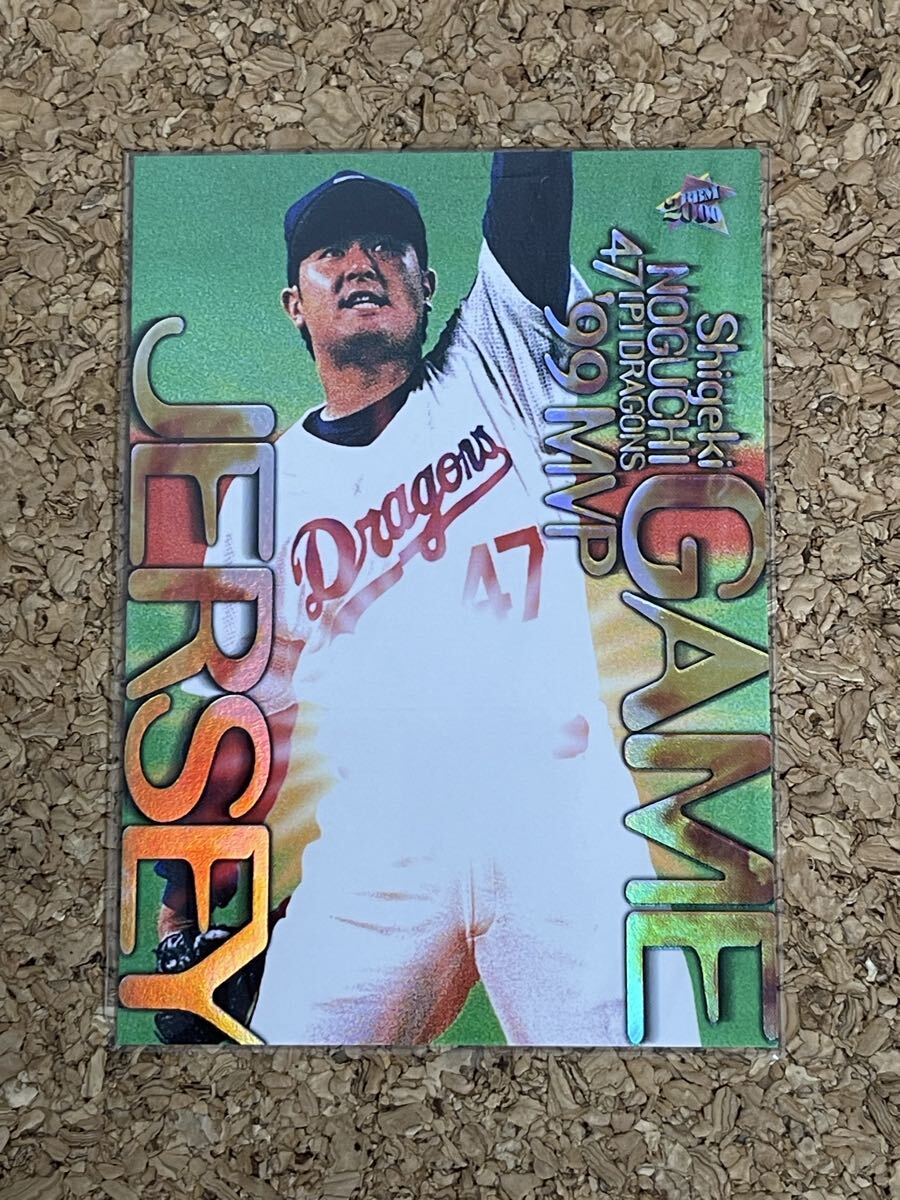 BBM
2000
Shigeki
NOGUCHI
47 [P] DRAGONS
'99 MVP
GAME
JERSEY
Dragons
47